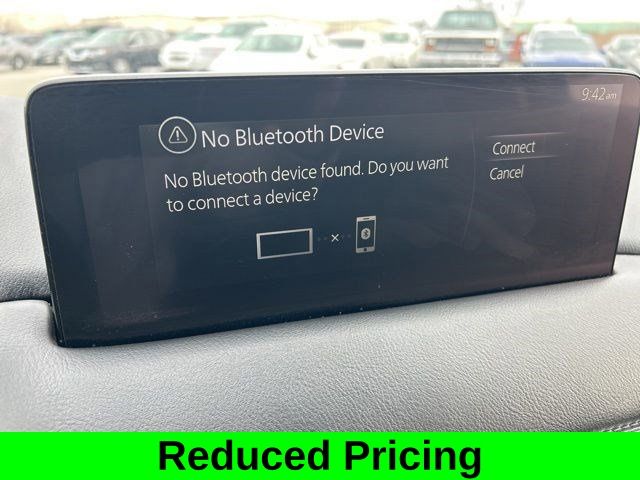 9:42am
No Bluetooth Device
No Bluetooth device found. Do you want
to connect a device?
Connect
Cancel
Reduced Pricing